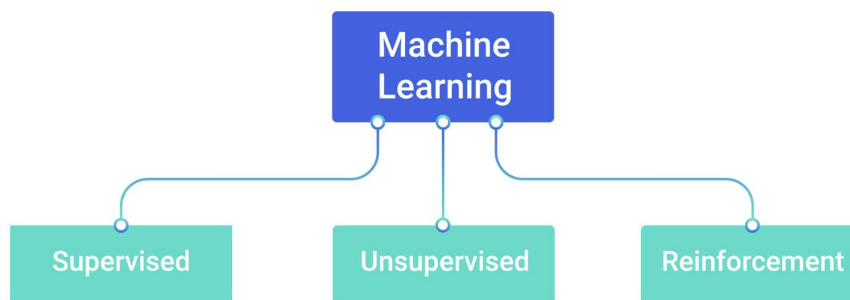 Machine
Learning
Supervised
Unsupervised
Reinforcement